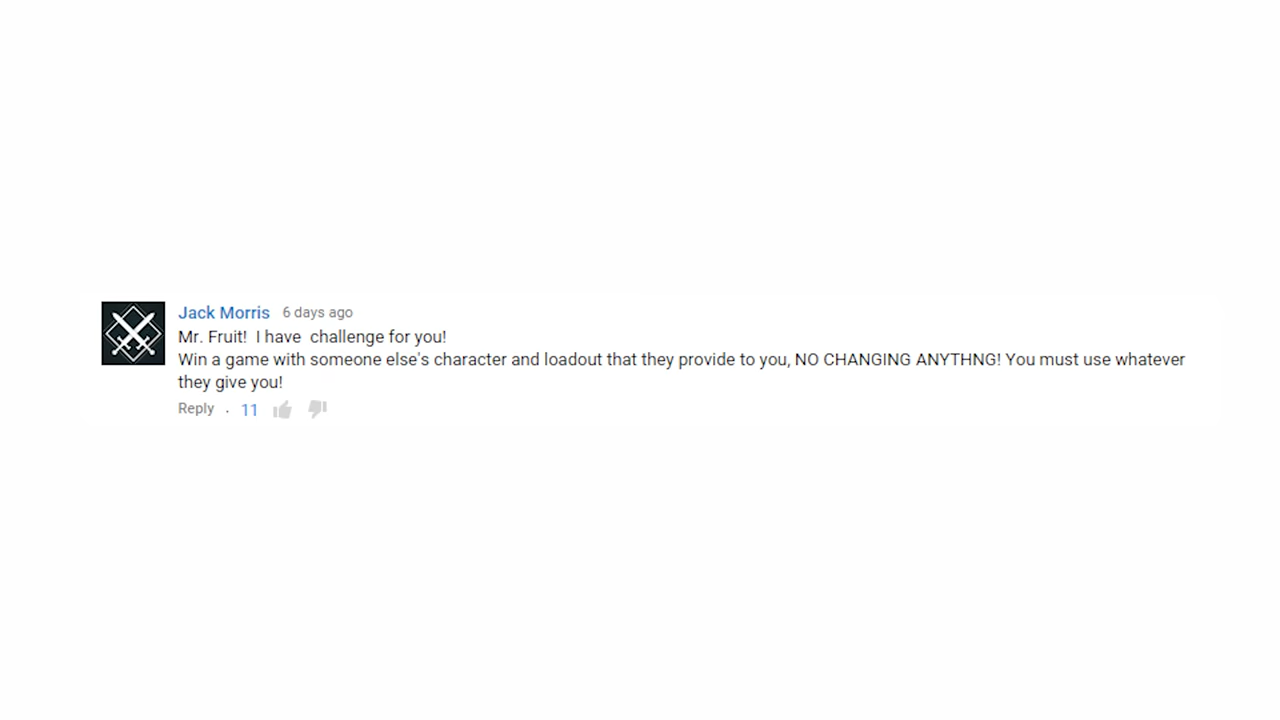 Jack Morris 6 days ago
Mr. Fruit!  I have  challenge for you!
Win a game with someone else's character and loadout that they provide to you, NO CHANGING ANYTHNG! You must use whatever
they give you!
Reply . 11